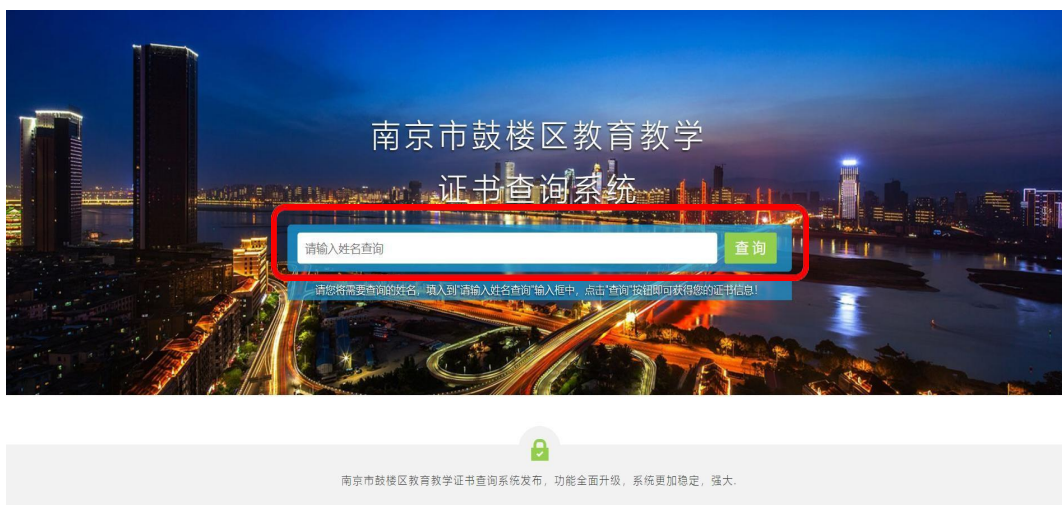 南京市鼓楼区教育教学
证书查询系统
请输入姓名查询
查询
请您将需要查询的姓名，填入到"请输入姓名查询"输入框中，点击"查询"按钮即可获得您的证书信息！
南京市鼓楼区教育教学证书查询系统发布，功能全面升级，系统更加稳定，强大.